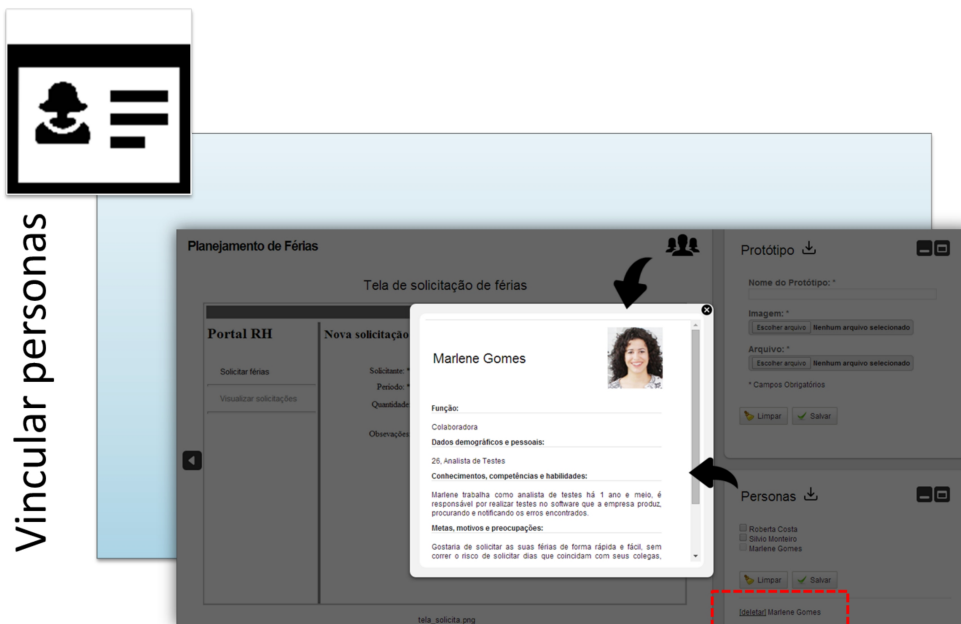 Vincular personas
Planejamento de Férias
Tela de solicitação de férias
Portal RH
Solicitar férias
Visualizar solicitações
Nova solicitação
Solicitante: *
Período: *
Quantidade
Obsevações
tela_solicita.png
Marlene Gomes
Função:
Colaboradora
Dados demográficos e pessoais:
26, Analista de Testes
Conhecimentos, competências e habilidades:
Marlene trabalha como analista de testes há 1 ano e meio, é
responsável por realizar testes no software que a empresa produz,
procurando e notificando os erros encontrados.
Metas, motivos e preocupações:
Gostaria de solicitar as suas férias de forma rápida e fácil, sem
correr o risco de solicitar dias que coincidam com seus colegas,
Protótipo
Nome do Protótipo: *
Imagem: *
Escolher arquivo Nenhum arquivo selecionado
Arquivo: *
Escolher arquivo Nenhum arquivo selecionado
* Campos Obrigatórios
Limpar Salvar
Personas
Roberta Costa
Silvio Monteiro
Marlene Gomes
Limpar Salvar
[deletar] Marlene Gomes